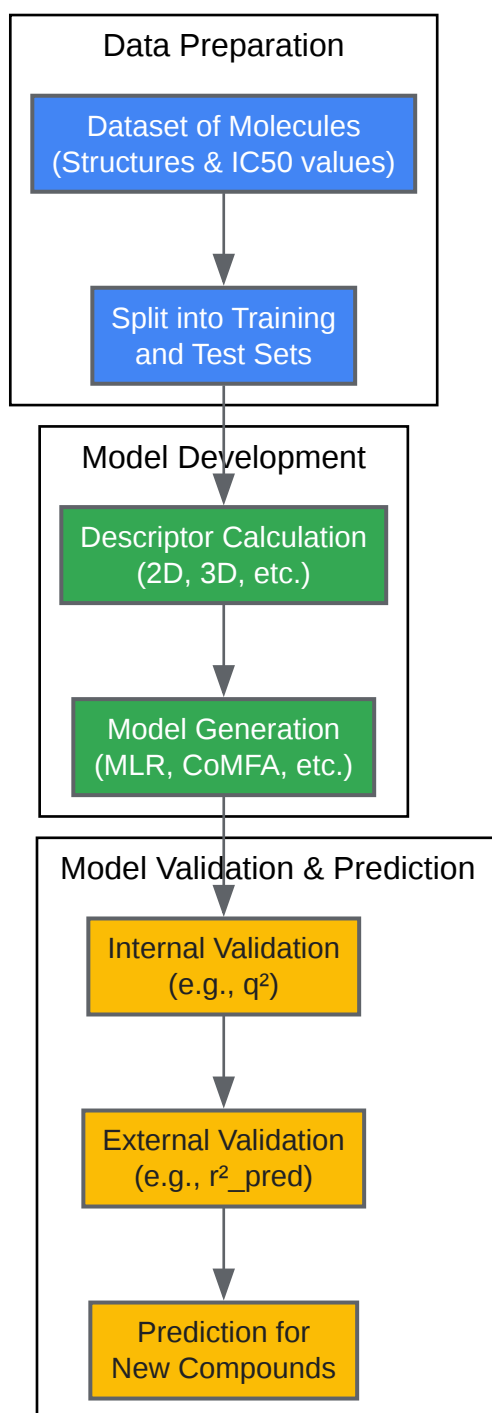 Data Preparation
Dataset of Molecules
(Structures & IC50 values)
Split into Training
and Test Sets
Model Development
Descriptor Calculation
(2D, 3D, etc.)
Model Generation
(MLR, CoMFA, etc.)
Model Validation & Prediction
Internal Validation
(e.g., q²)
External Validation
(e.g., r²_pred)
Prediction for
New Compounds